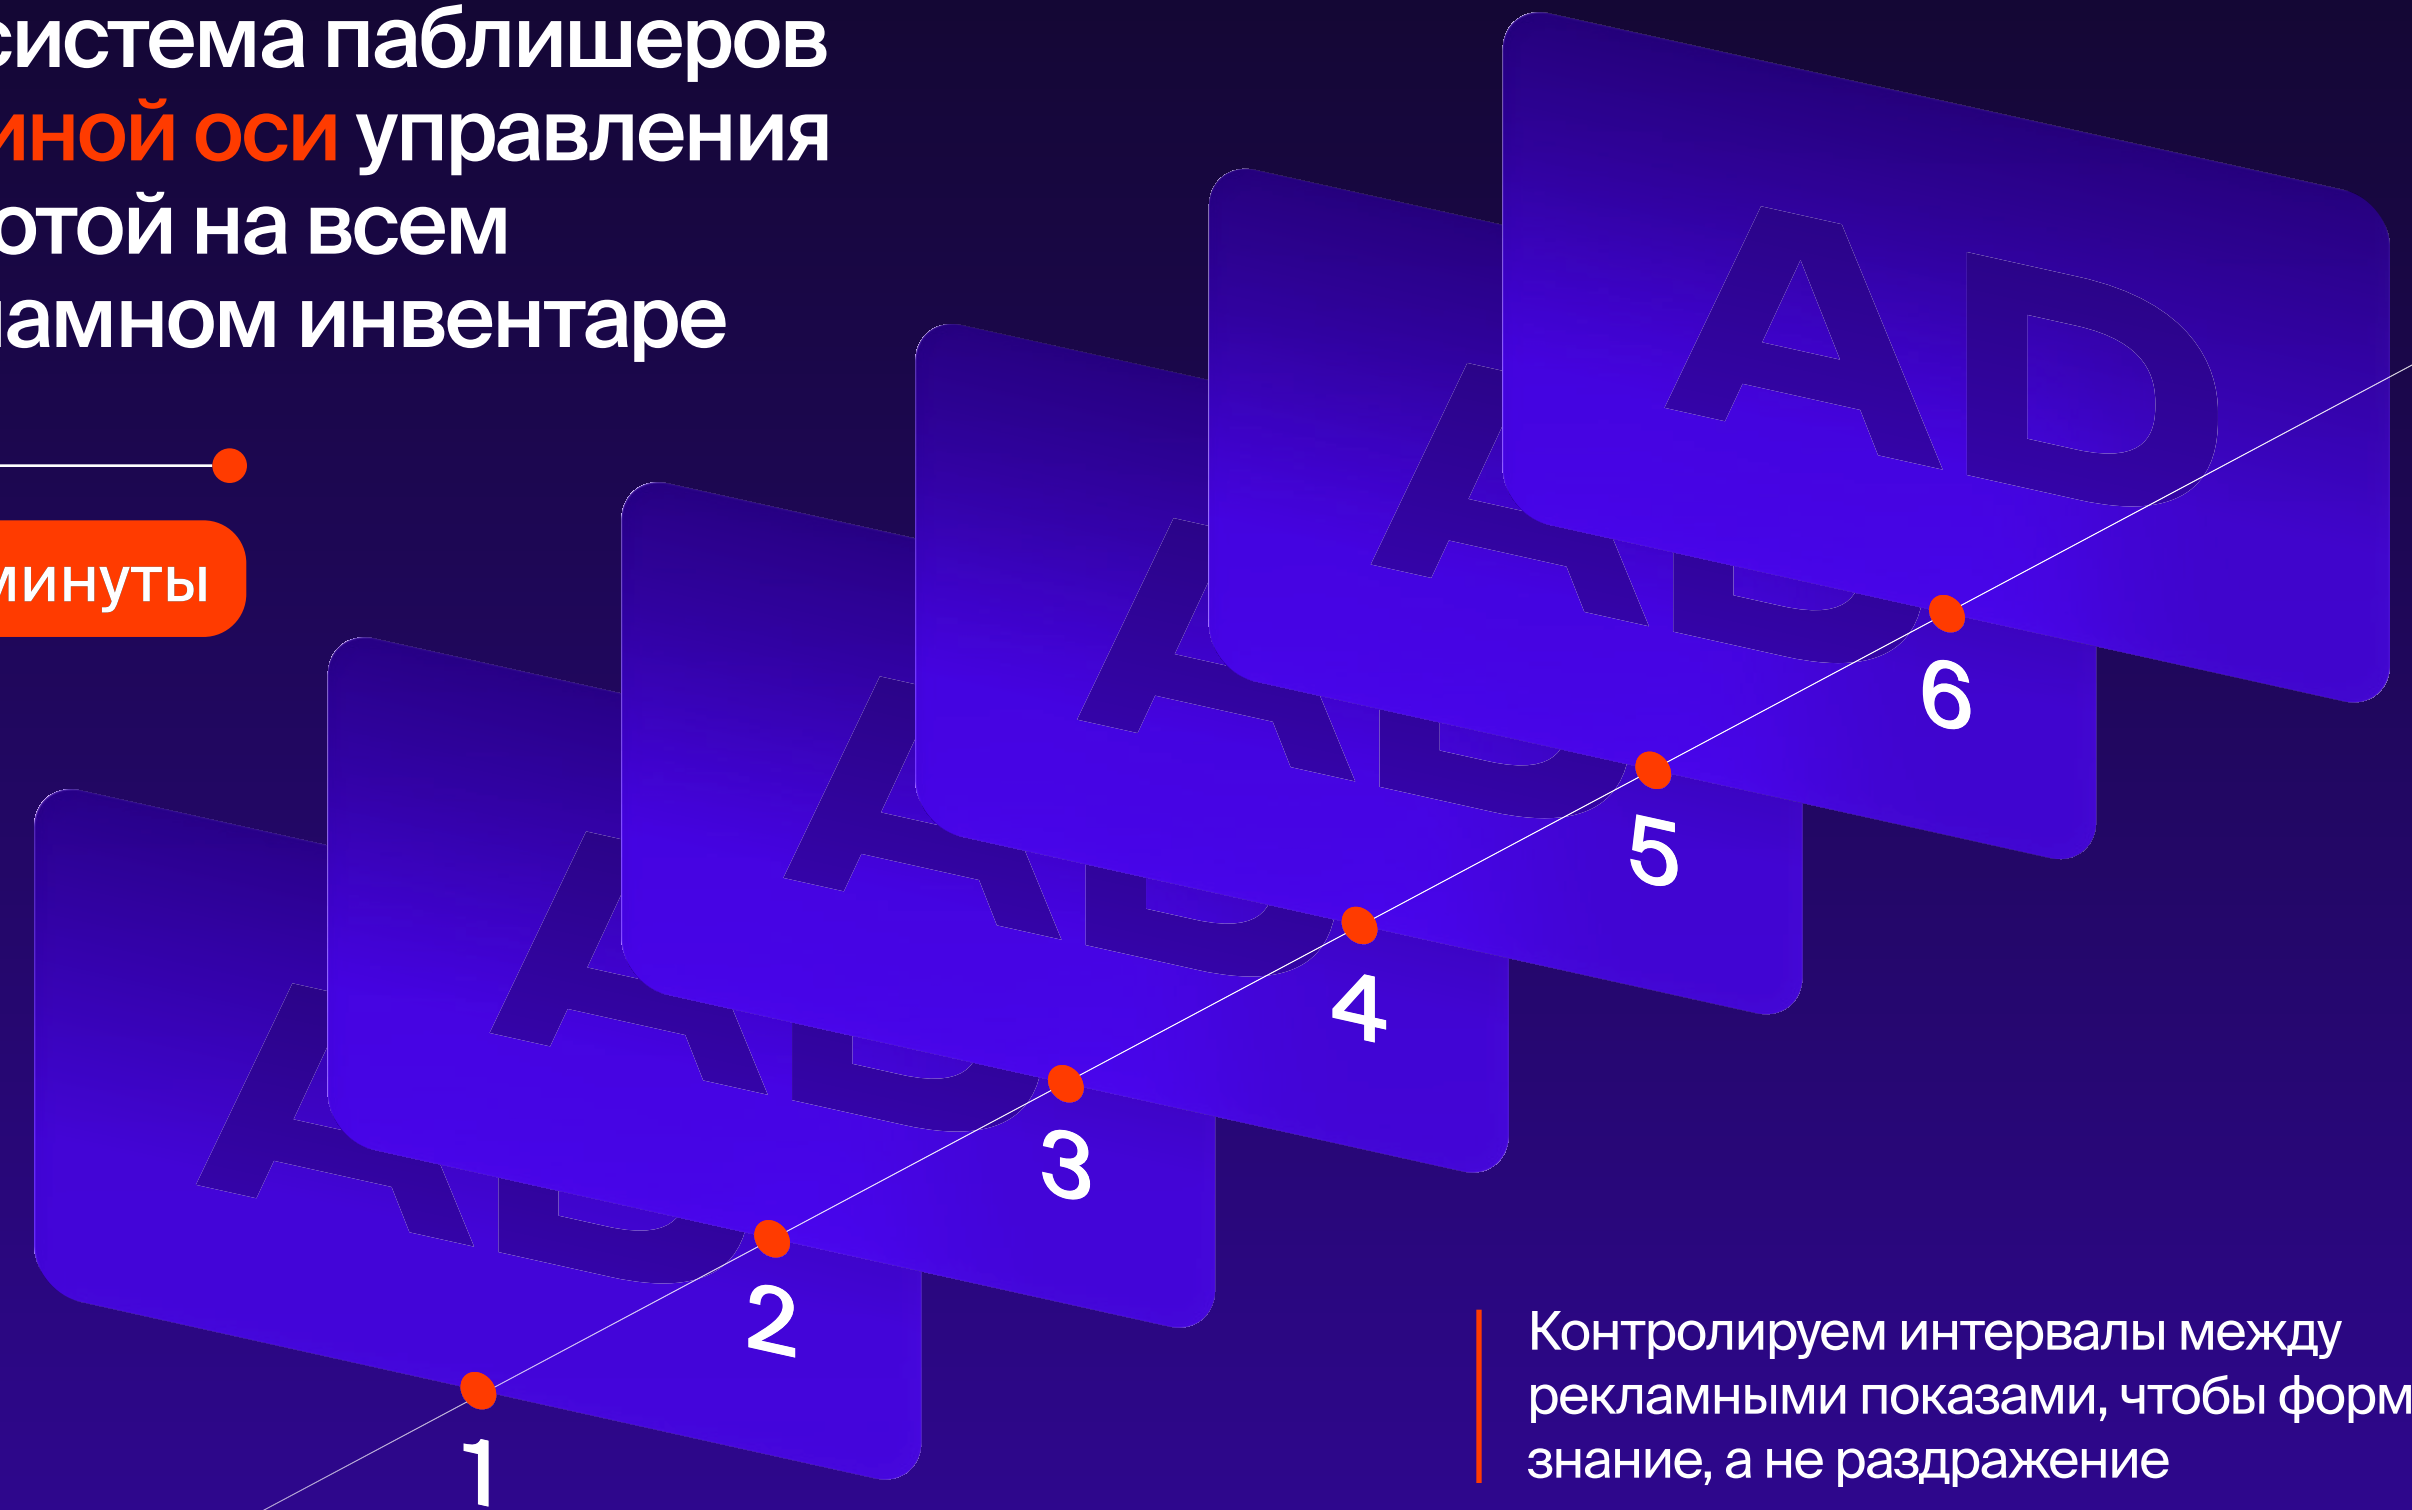 система паблишеров
иной оси управления
отой на всем
ламном инвентаре
минуты
AD
AD
AD
AD
AD
AD
6
5
4
3
2
1
Контролируем интервалы между
рекламными показами, чтобы форм
знание, а не раздражение